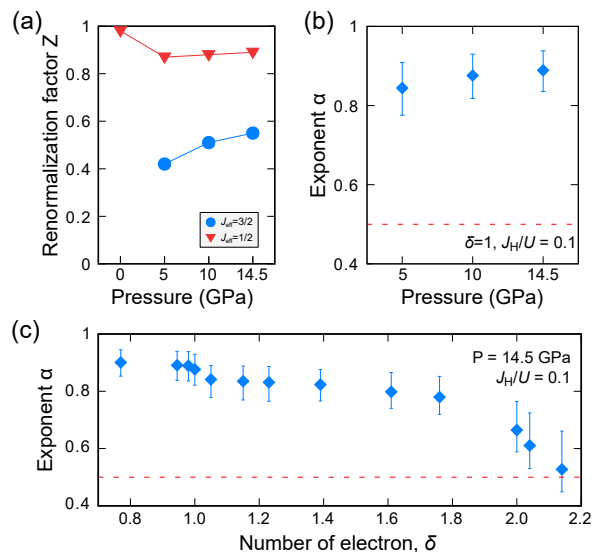 (a)
Renormalization factor Z
1
0.8
0.6
0.4
0.2
0
0 5 10 14.5
Pressure (GPa)
Jeff=3/2
Jeff=1/2
(b)
Exponent α
1
0.8
0.6
0.4
5 10 14.5
Pressure (GPa)
δ=1, JH/U = 0.1
(c)
Exponent α
1
0.8
0.6
0.4
0.8 1.0 1.2 1.4 1.6 1.8 2.0 2.2
Number of electron, δ
P = 14.5 GPa
JH/U = 0.1